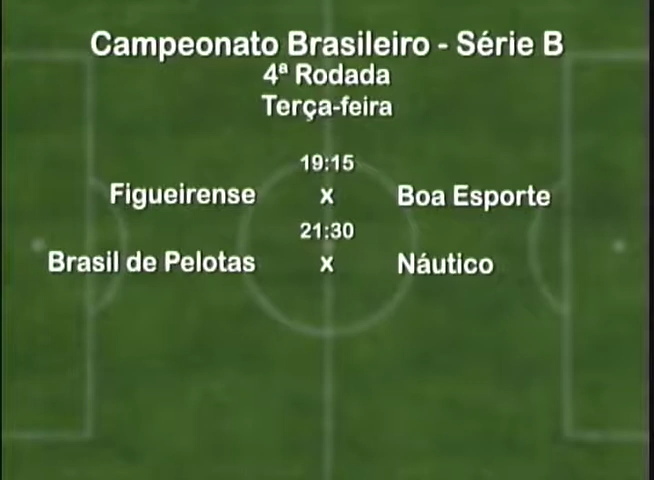 Campeonato Brasileiro - Série B
4ª Rodada
Terça-feira
19:15
Figueirense x Boa Esporte
21:30
Brasil de Pelotas x Náutico